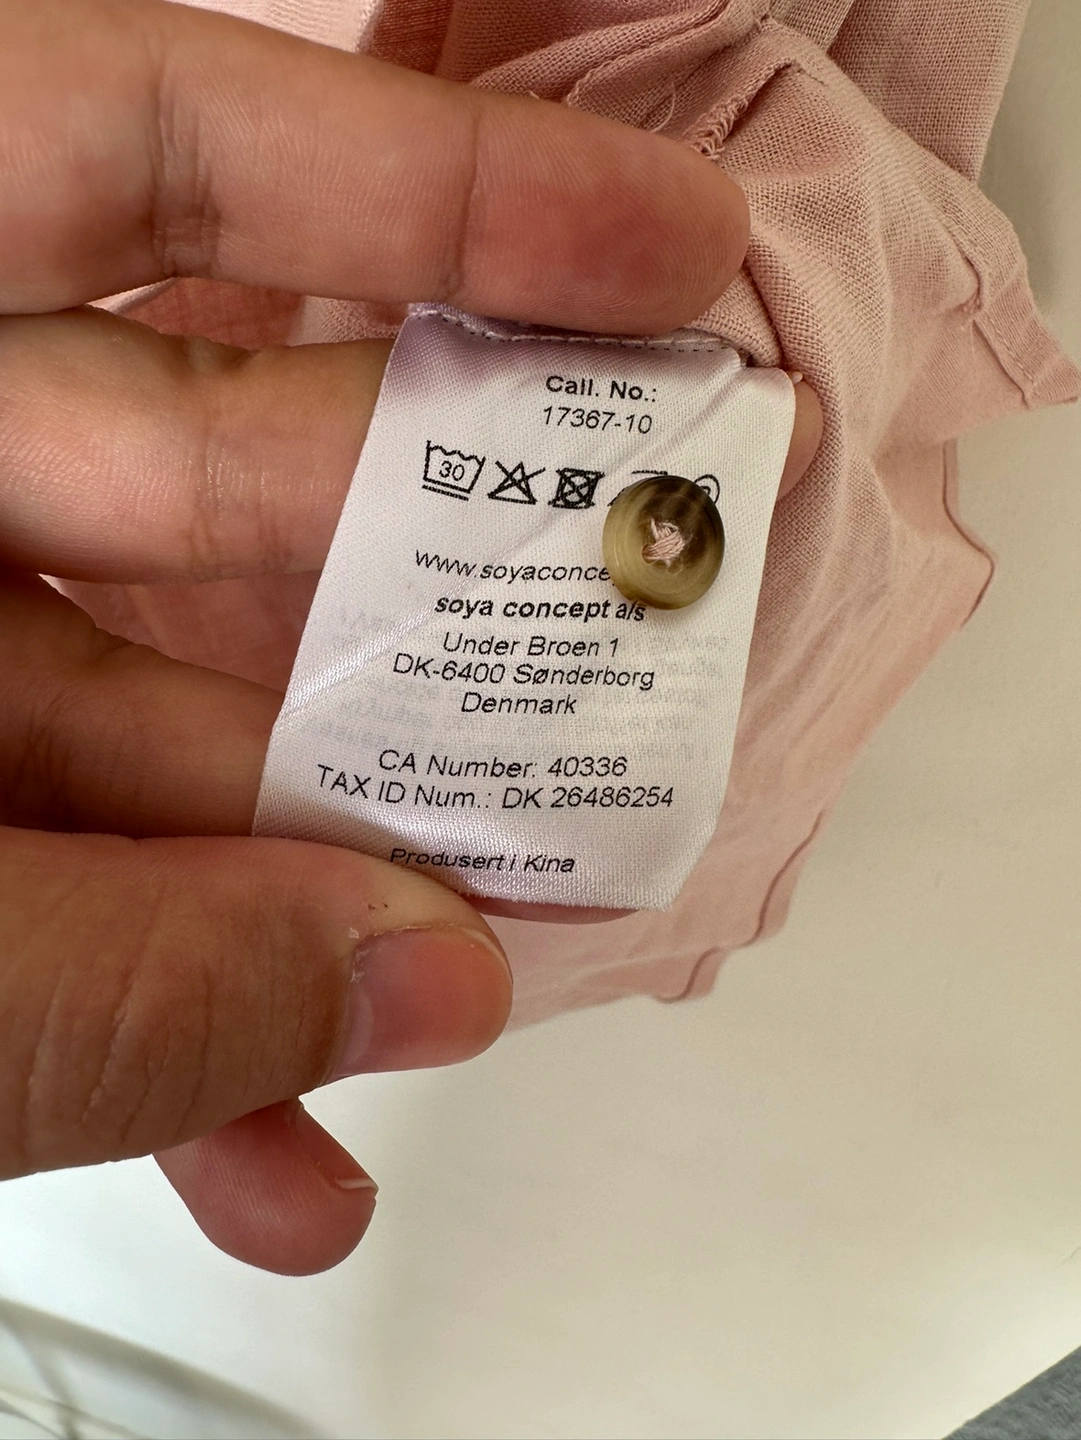 Call. No.:
17367-10
30
www.soyaconce
soya concept a/s
Under Broen 1
DK-6400 Sønderborg
Denmark
CA Number: 40336
TAX ID Num.: DK 26486254
Produsert i Kina